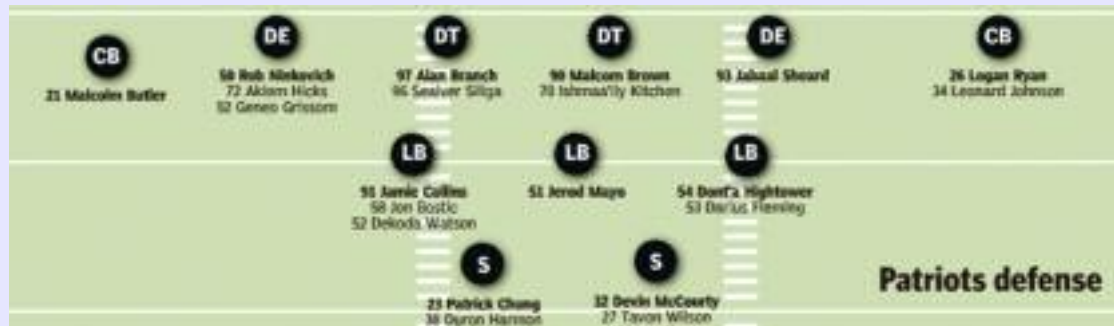 CB
21 Malcolm Butler
DE
50 Rob Ninkovich
72 Akiem Hicks
92 Geneo Grissom
DT
97 Alan Branch
96 Sealver Siliga
DT
90 Malcom Brown
70 Ishmaa'ily Kitchen
DE
93 Jabaal Sheard
CB
26 Logan Ryan
34 Leonard Johnson
LB
91 Jamie Collins
58 Jon Bostic
52 Dekoda Watson
LB
51 Jerod Mayo
LB
54 Dont'a Hightower
53 Darius Fleming
S
23 Patrick Chung
Duron Harmon
S
32 Devin McCourty
27 Tavon Wilson
Patriots defense